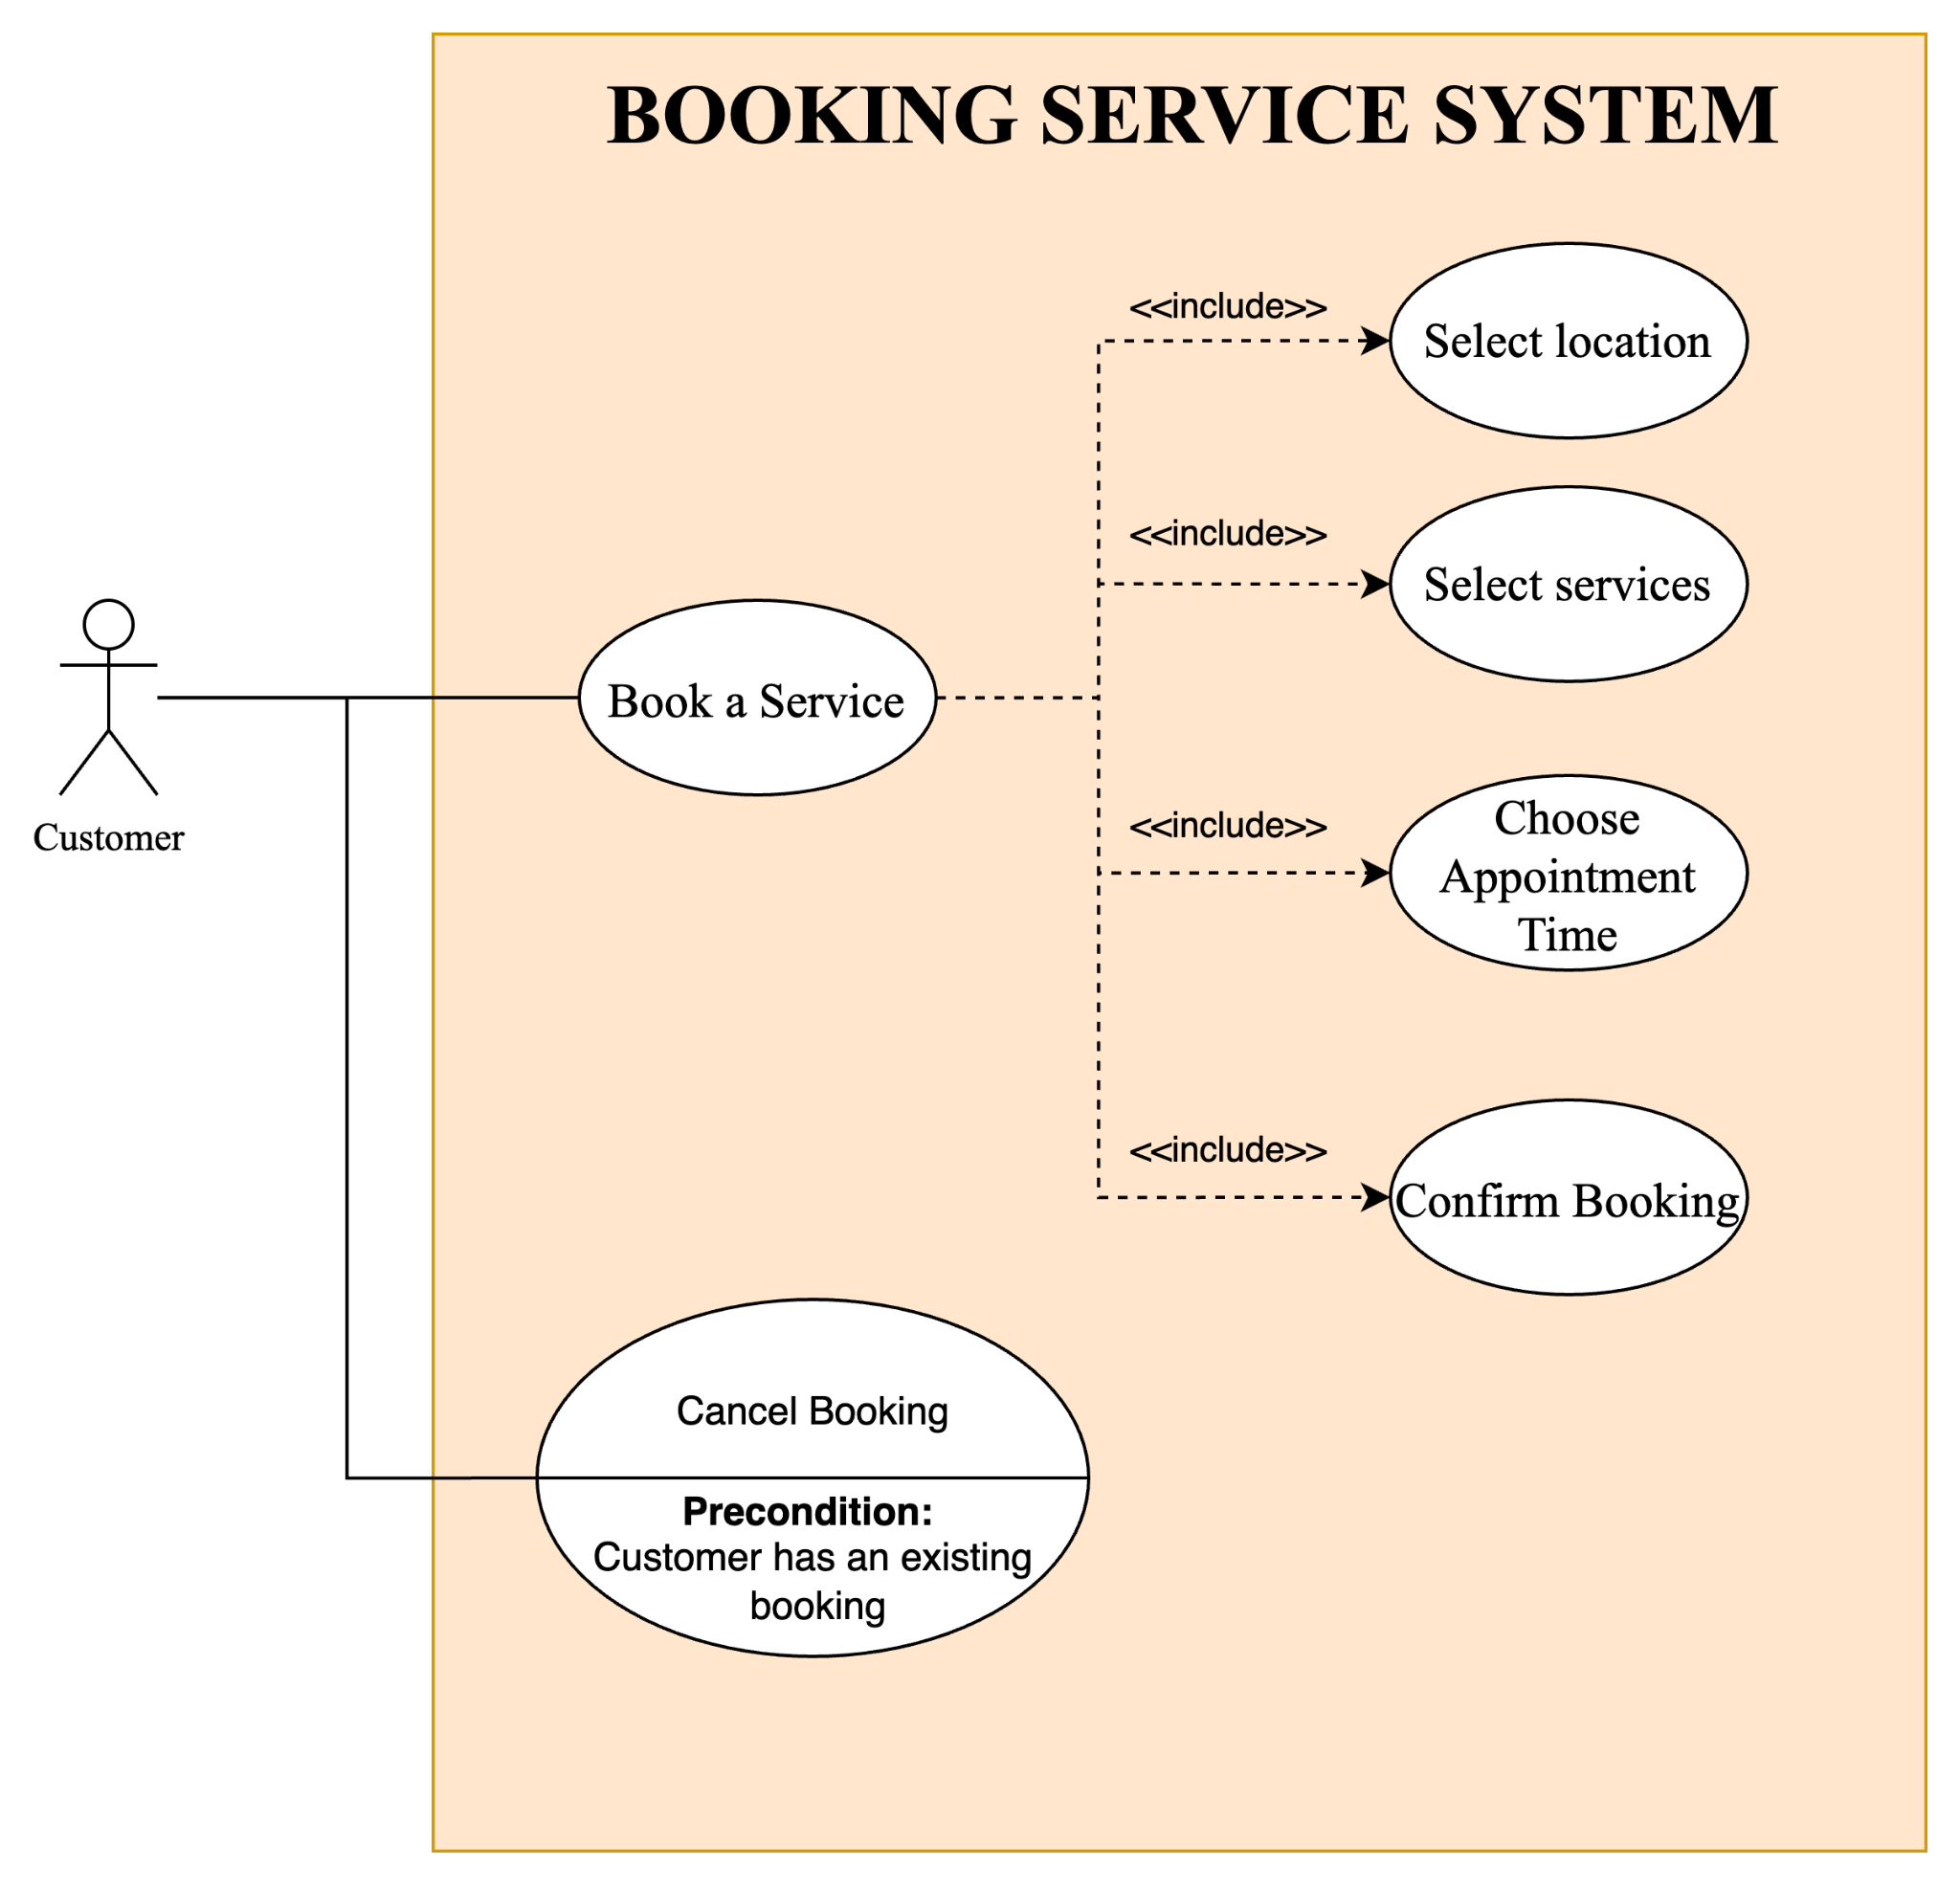 BOOKING SERVICE SYSTEM
<<include>>
Select location
<<include>>
Select services
Customer
Book a Service
<<include>>
Choose
Appointment
Time
<<include>>
Confirm Booking
Cancel Booking
Precondition:
Customer has an existing
booking